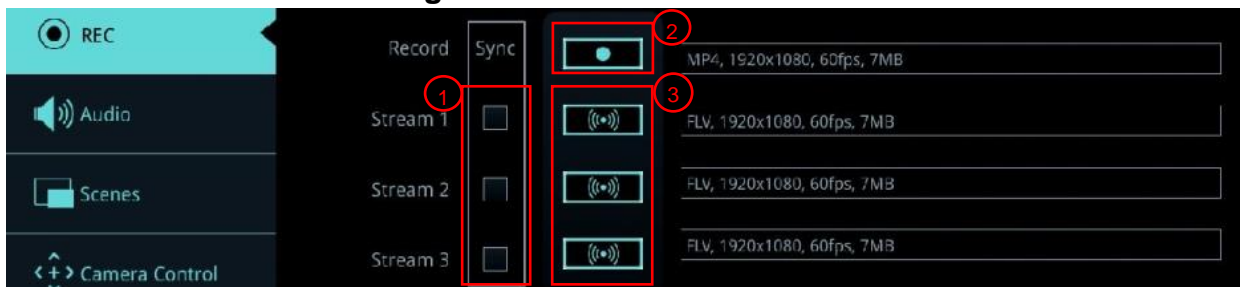 REC
Record Sync 2
MP4, 1920x1080, 60fps, 7MB
1 3
Audio
Stream 1
FLV, 1920x1080, 60fps, 7MB
Scenes
Stream 2
FLV, 1920x1080, 60fps, 7MB
Camera Control
Stream 3
FLV, 1920x1080, 60fps, 7MB